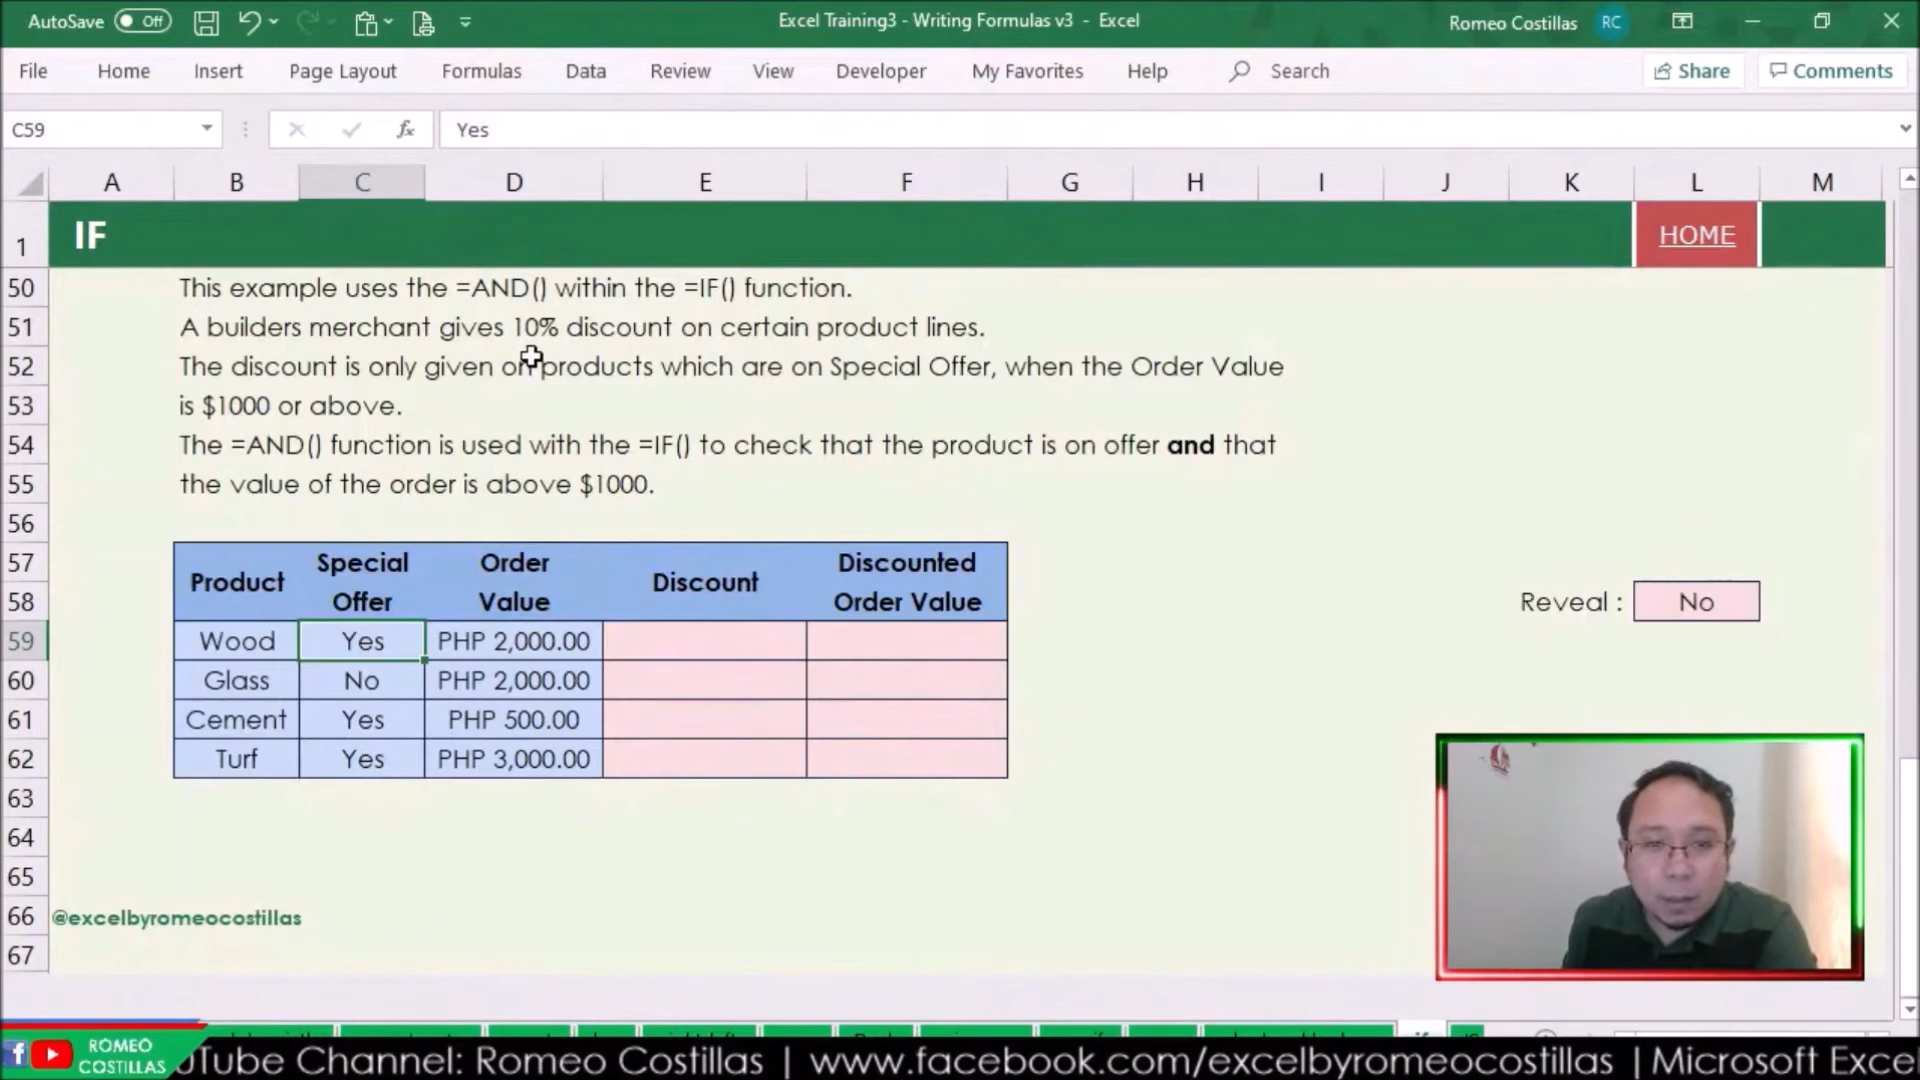 AutoSave Off
Excel Training3 - Writing Formulas v3 - Excel
Romeo Costillas RC
File Home Insert Page Layout Formulas Data Review View Developer My Favorites Help Search Share Comments
C59 fx Yes
A B C D E F G H I J K L M
1 IF HOME
50 This example uses the =AND() within the =IF() function.
51 A builders merchant gives 10% discount on certain product lines.
52 The discount is only given on products which are on Special Offer, when the Order Value
53 is $1000 or above.
54 The =AND() function is used with the =IF() to check that the product is on offer and that
55 the value of the order is above $1000.
56
57 Product Special Order Discount Discounted
58 Offer Value Order Value Reveal : No
59 Wood Yes PHP 2,000.00
60 Glass No PHP 2,000.00
61 Cement Yes PHP 500.00
62 Turf Yes PHP 3,000.00
63
64
65
66 @excelbyromeocostillas
67
ROMEO
COSTILLAS
uTube Channel: Romeo Costillas | www.facebook.com/excelbyromeocostillas | Microsoft Exce